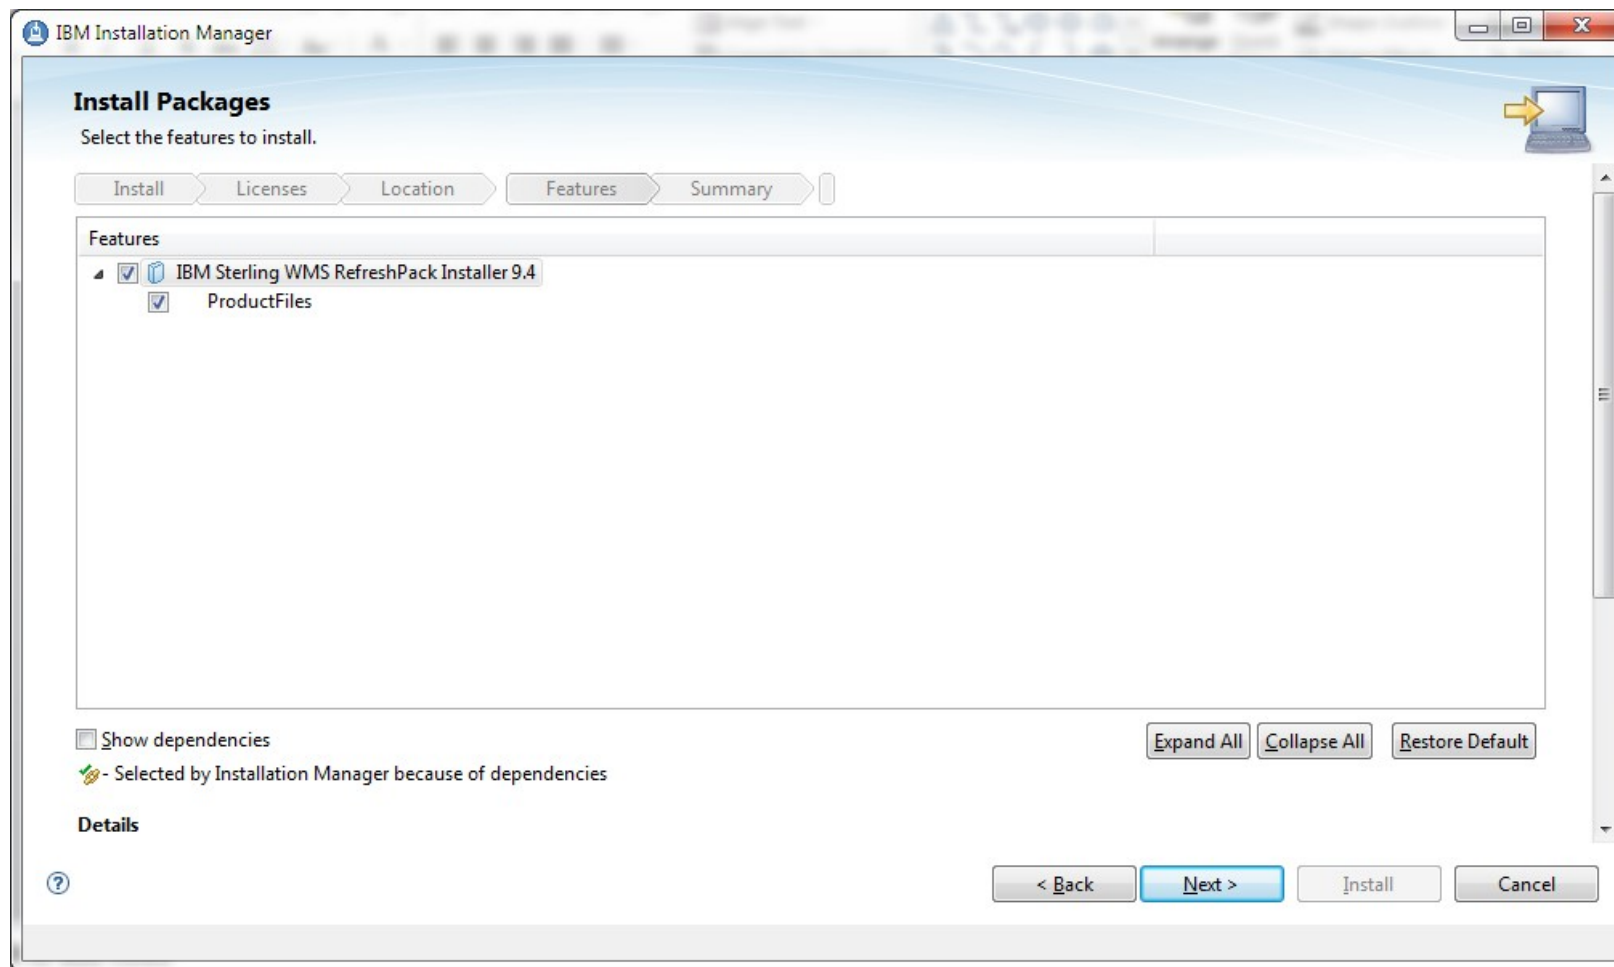 IBM Installation Manager
Install Packages
Select the features to install.
Install Licenses Location Features Summary
Features
IBM Sterling WMS RefreshPack Installer 9.4
ProductFiles
Show dependencies Expand All Collapse All Restore Default
- Selected by Installation Manager because of dependencies
Details
? < Back Next > Install Cancel